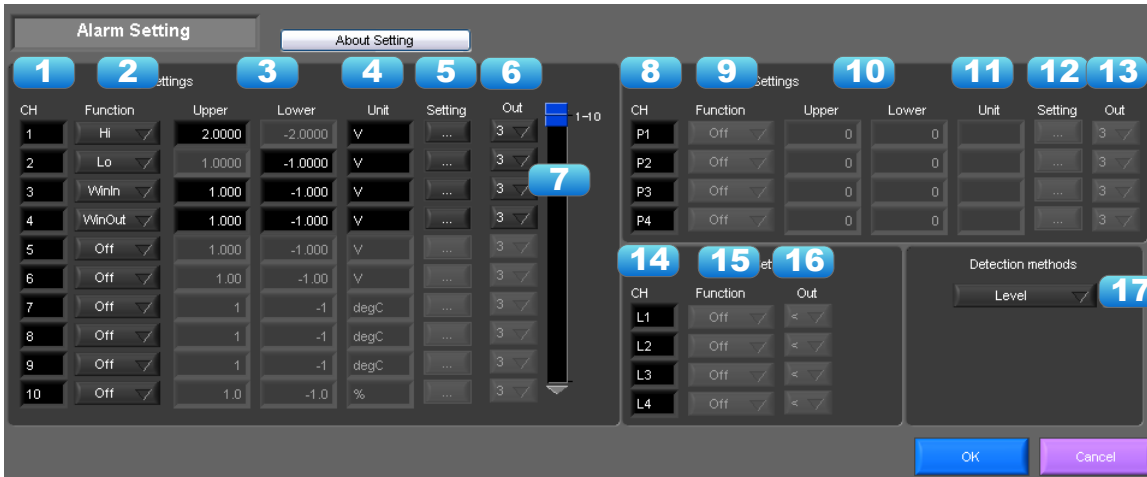 Alarm Setting
About Setting
1 2 3 4 5 6
ettings
CH Function Upper Lower Unit Setting Out
1 Hi 2.0000 -2.0000 V ... 3
2 Lo 1.0000 -1.0000 V ... 3
3 WinIn 1.000 -1.000 V ... 3
4 WinOut 1.000 -1.000 V ... 3
5 Off 1.000 -1.000 V ... 3
6 Off 1.00 -1.00 V ... 3
7 Off 1 -1 degC ... 3
8 Off 1 -1 degC ... 3
9 Off 1 -1 degC ... 3
10 Off 1.0 -1.0 % ... 3
1-10
7
8 9 10 11 12 13
Settings
CH Function Upper Lower Unit Setting Out
P1 Off 0 0 ... 3
P2 Off 0 0 ... 3
P3 Off 0 0 ... 3
P4 Off 0 0 ... 3
14 15 et 16
CH Function Out
L1 Off <
L2 Off <
L3 Off <
L4 Off <
Detection methods
Level 17
OK Cancel